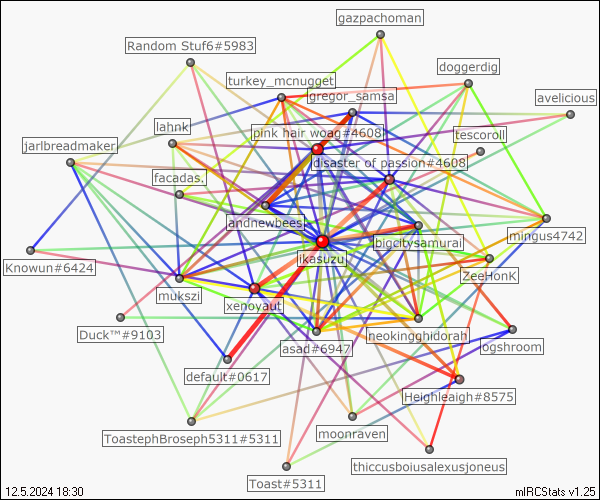 gazpachoman
Random Stuf6#5983
doggerdig
turkey_mcnugget
gregor_samsa
avelicious
lahnk
pink hair woag#4608
tescoroll
jarlbreadmaker
disaster of passion#4608
facadas.
andnewbees
mingus4742
bigcitysamurai
ikasuzu
Knowun#6424
ZeeHonK
mukszi
xenoyaut
Duck™#9103
asad#6947
heokingghidorah
ogshroom
default#0617
Heighleaigh#8575
ToastephBroseph5311#5311
moonraven
thiccusboiusalexusjoneus
Toast#5311
12.5.2024 18:30
mIRCStats v1.25